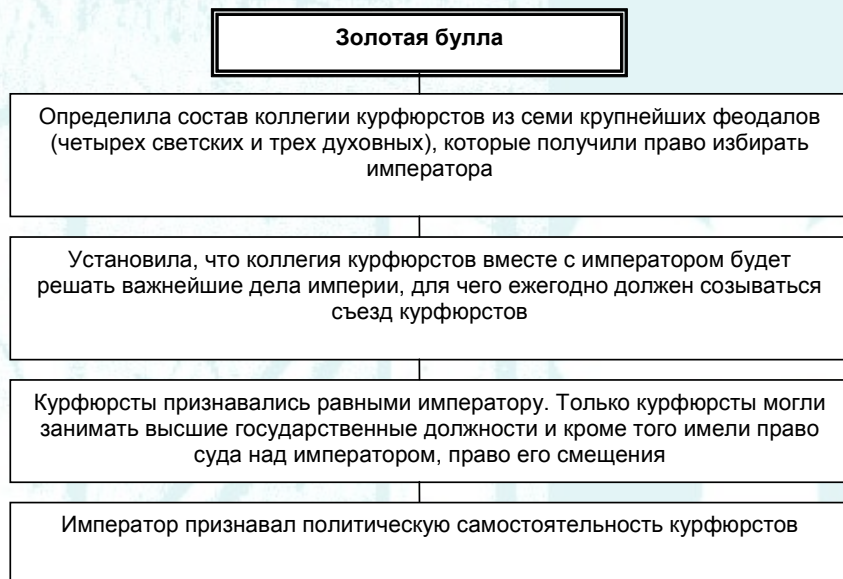 Золотая булла
Определила состав коллегии курфюрстов из семи крупнейших феодалов
(четырех светских и трех духовных), которые получили право избирать
императора
Установила, что коллегия курфюрстов вместе с императором будет
решать важнейшие дела империи, для чего ежегодно должен созываться
съезд курфюрстов
Курфюрсты признавались равными императору. Только курфюрсты могли
занимать высшие государственные должности и кроме того имели право
суда над императором, право его смещения
Император признавал политическую самостоятельность курфюрстов